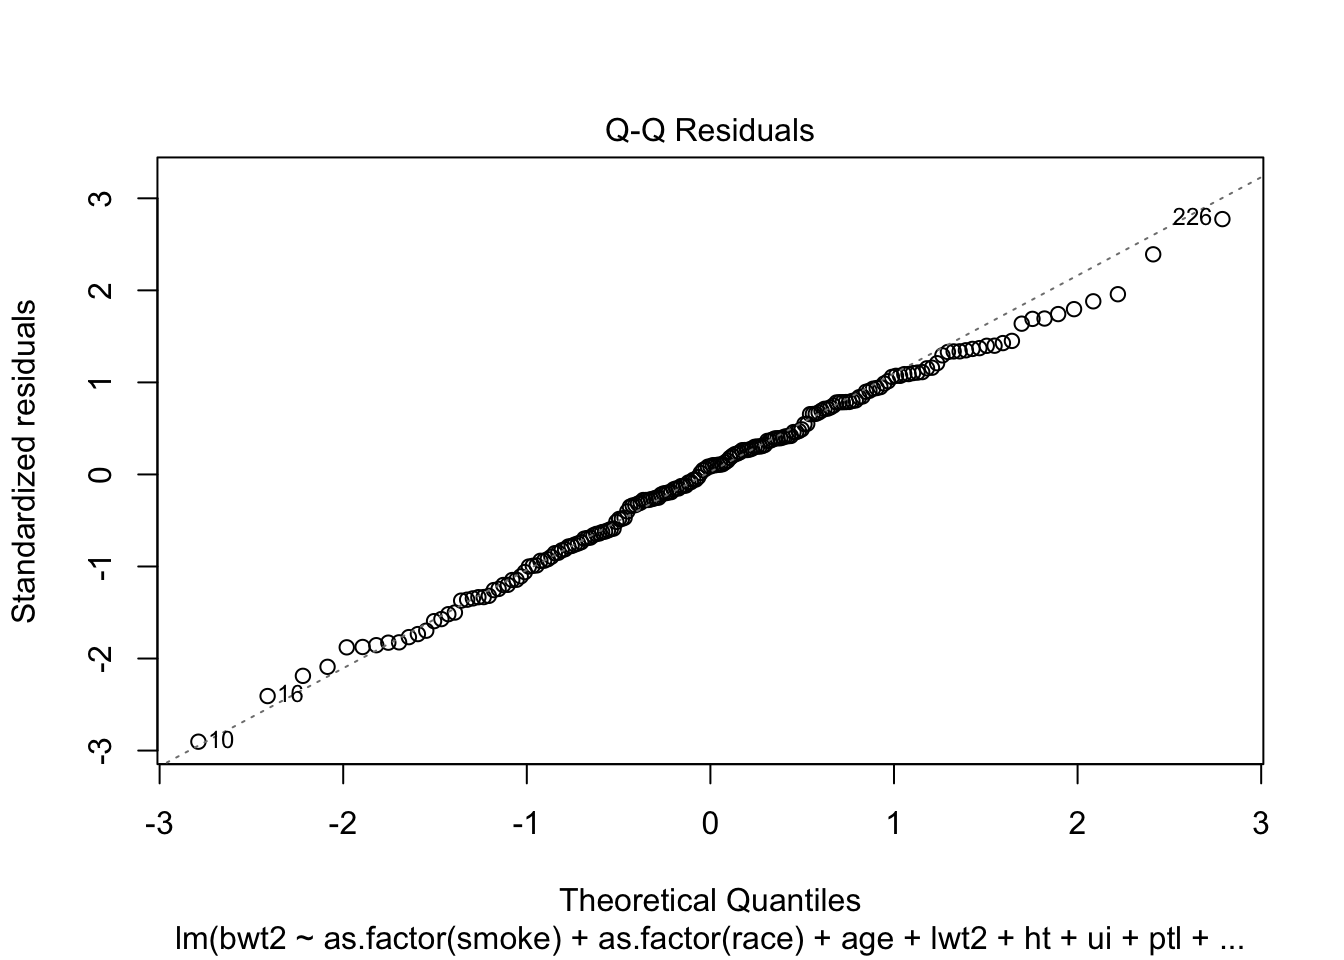 Q-Q Residuals
Standardized residuals
3
2
1
0
-1
-2
-3
226
16
10
-3 -2 -1 0 1 2 3
Theoretical Quantiles
lm(bwt2 ~ as.factor(smoke) + as.factor(race) + age + lwt2 + ht + ui + ptl + ...